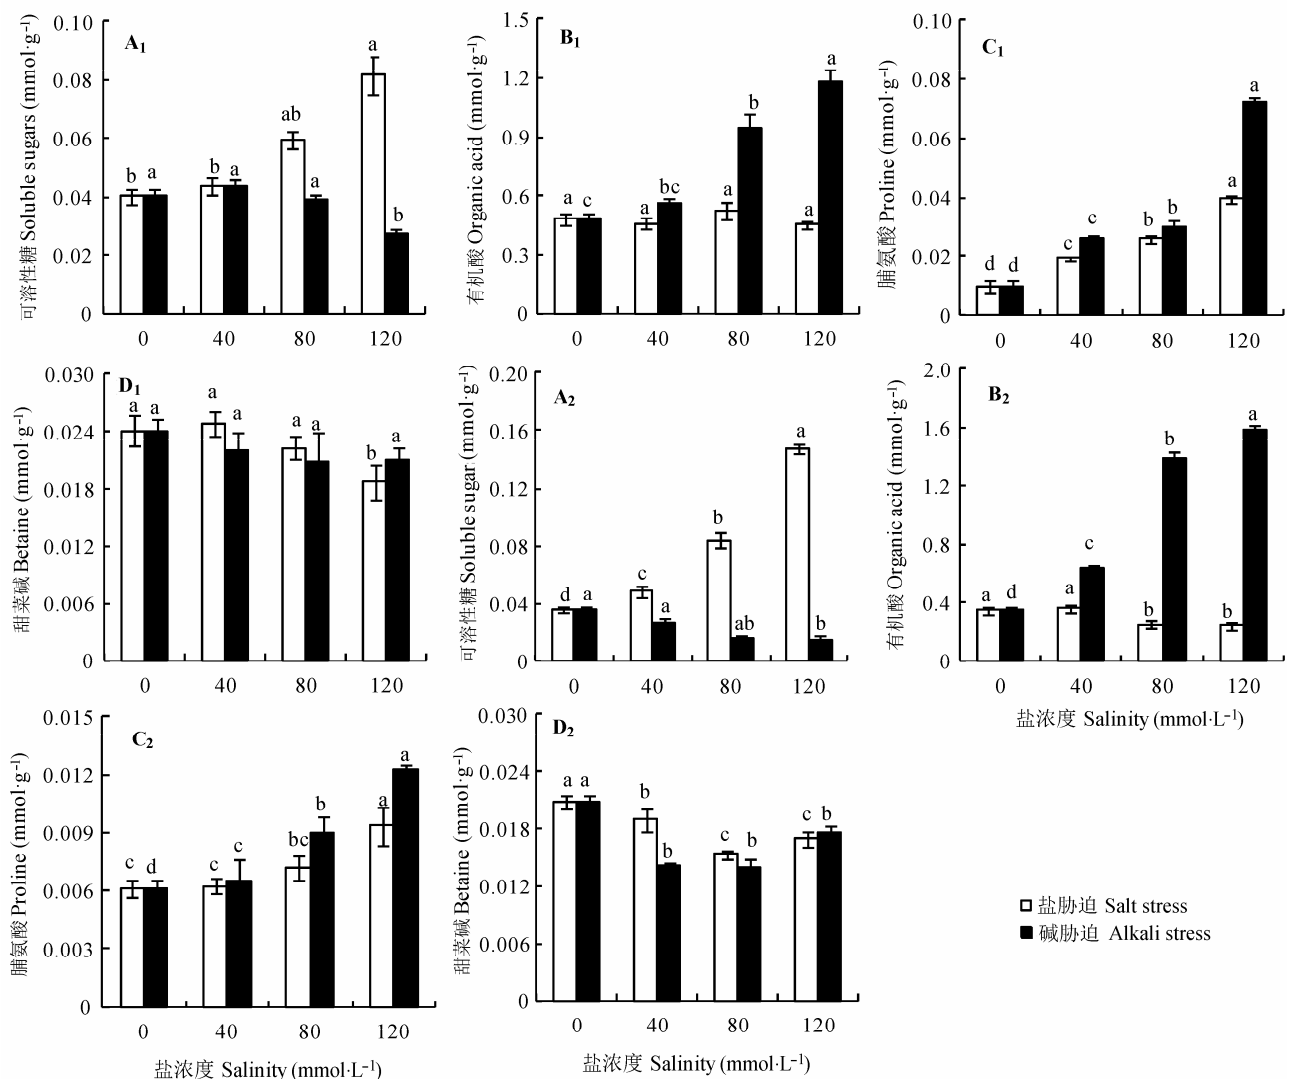 A₁
可溶性糖 Soluble sugars (mmol·g⁻¹)
0.10
0.08
0.06
0.04
0.02
0
b a b a ab a a b
0 40 80 120
B₁
有机酸 Organic acid (mmol·g⁻¹)
1.5
1.2
0.9
0.6
0.3
0
a c a bc a b a a
0 40 80 120
C₁
脯氨酸 Proline (mmol·g⁻¹)
0.10
0.08
0.06
0.04
0.02
0
d d c c b b a a
0 40 80 120
D₁
甜菜碱 Betaine (mmol·g⁻¹)
0.030
0.024
0.018
0.012
0.006
0
a a a a a a b a
0 40 80 120
A₂
可溶性糖 Soluble sugar (mmol·g⁻¹)
0.20
0.16
0.12
0.08
0.04
0
d a c a b ab a b
0 40 80 120
B₂
有机酸 Organic acid (mmol·g⁻¹)
2.0
1.6
1.2
0.8
0.4
0
a d a c b b b a
0 40 80 120
盐浓度 Salinity (mmol·L⁻¹)
C₂
脯氨酸 Proline (mmol·g⁻¹)
0.015
0.012
0.009
0.006
0.003
0
c d c c bc b a a
0 40 80 120
盐浓度 Salinity (mmol·L⁻¹)
D₂
甜菜碱 Betaine (mmol·g⁻¹)
0.030
0.024
0.018
0.012
0.006
0
a a b b c b c b
0 40 80 120
盐浓度 Salinity (mmol·L⁻¹)
盐胁迫 Salt stress
碱胁迫 Alkali stress